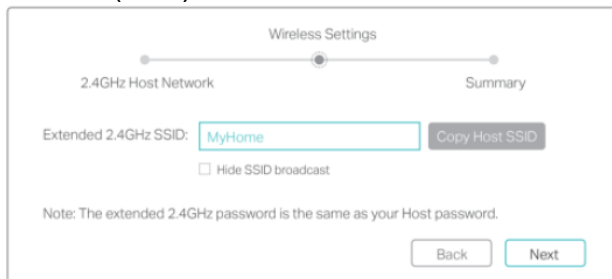 Wireless Settings
2.4GHz Host Network
Summary
Extended 2.4GHz SSID: MyHome Copy Host SSID
Hide SSID broadcast
Note: The extended 2.4GHz password is the same as your Host password.
Back Next